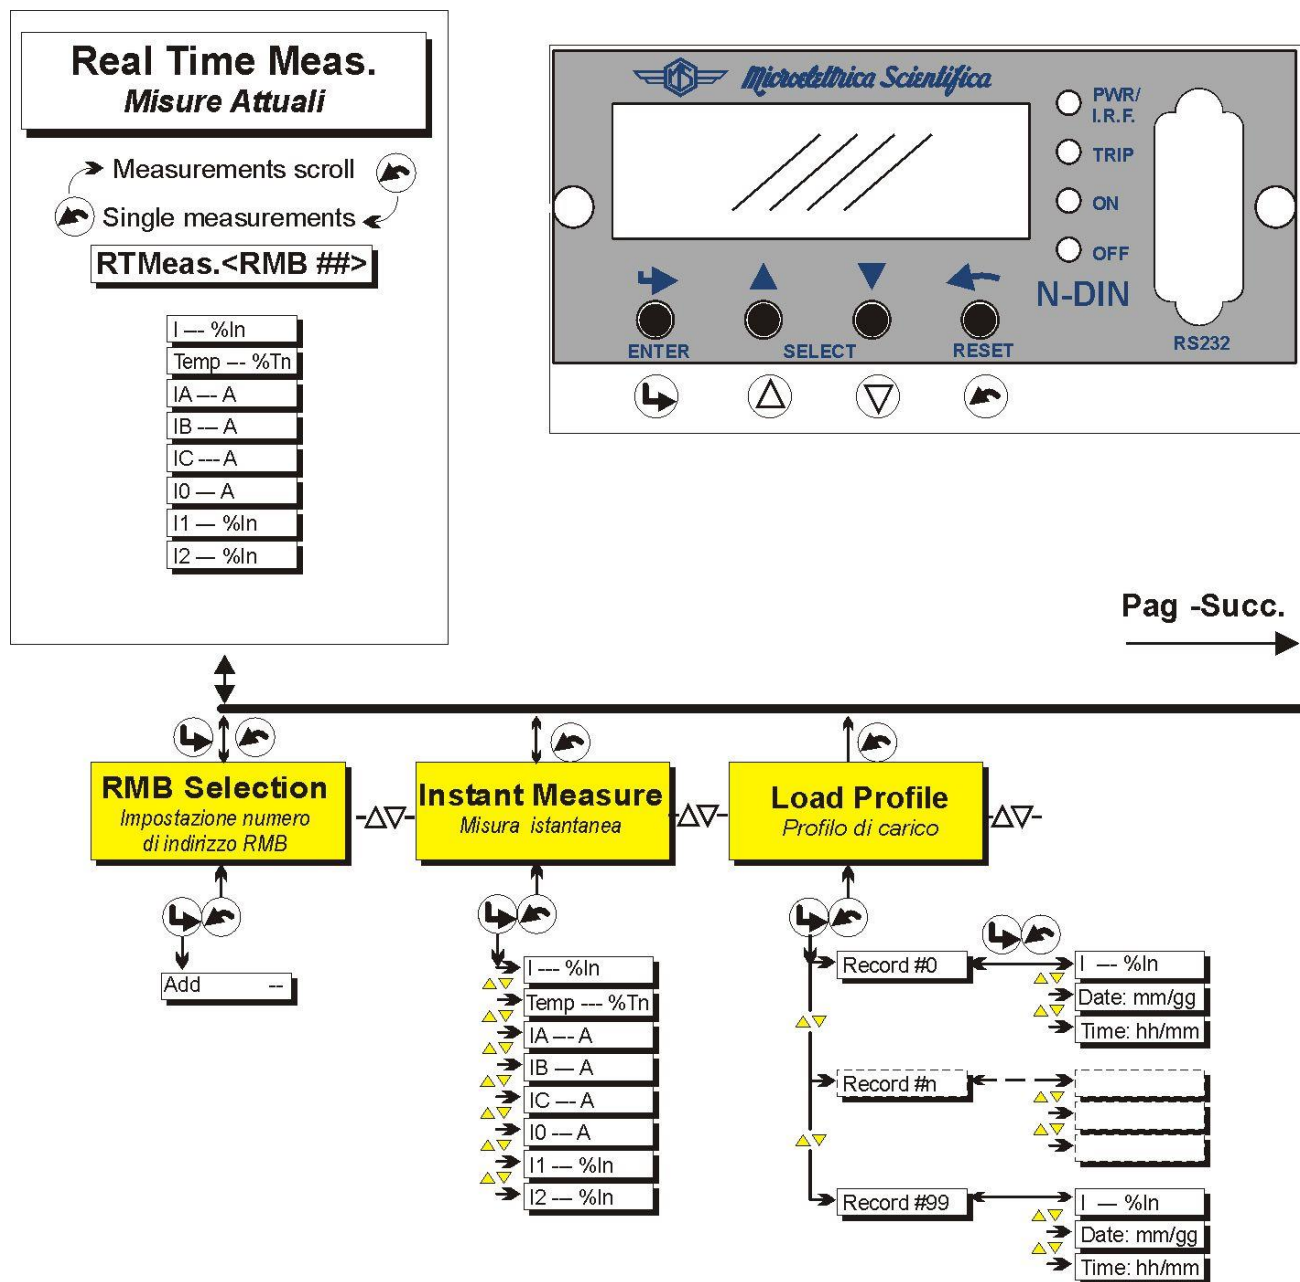 Real Time Meas.
Misure Attuali
Measurements scroll
Single measurements
RTMeas.<RMB ##>
I --- %In
Temp --- %Tn
IA --- A
IB --- A
IC --- A
I0 --- A
I1 --- %In
I2 --- %In
MS Microelettrica Scientifica
PWR/
I.R.F.
TRIP
ON
OFF
N-DIN
RS232
ENTER
SELECT
RESET
Pag -Succ.
RMB Selection
Impostazione numero
di indirizzo RMB
Add --
Instant Measure
Misura istantanea
I --- %In
Temp --- %Tn
IA --- A
IB --- A
IC --- A
I0 --- A
I1 --- %In
I2 --- %In
Load Profile
Profilo di carico
Record #0
I --- %In
Date: mm/gg
Time: hh/mm
Record #n
Record #99
I --- %In
Date: mm/gg
Time: hh/mm